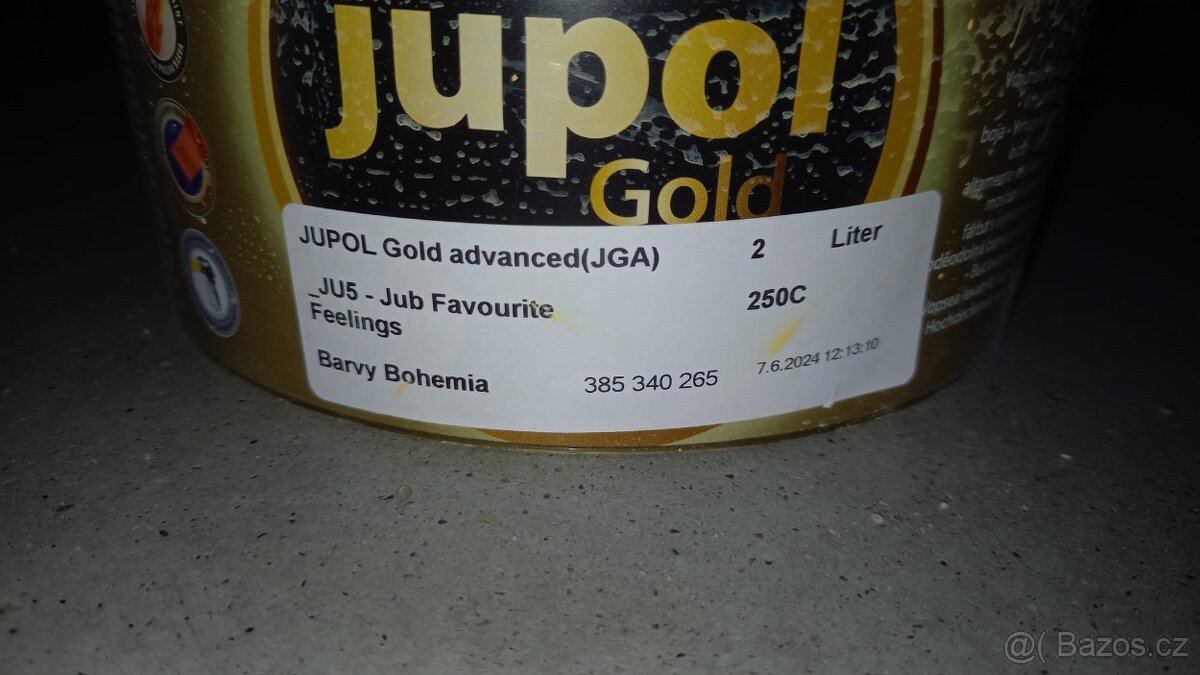 jupol
Gold
JUPOL Gold advanced(JGA) 2 Liter
_JU5 - Jub Favourite 250C
Feelings
Barvy Bohemia 385 340 265 7.6.2024 12:13:10
boja
@( Bazos.cz